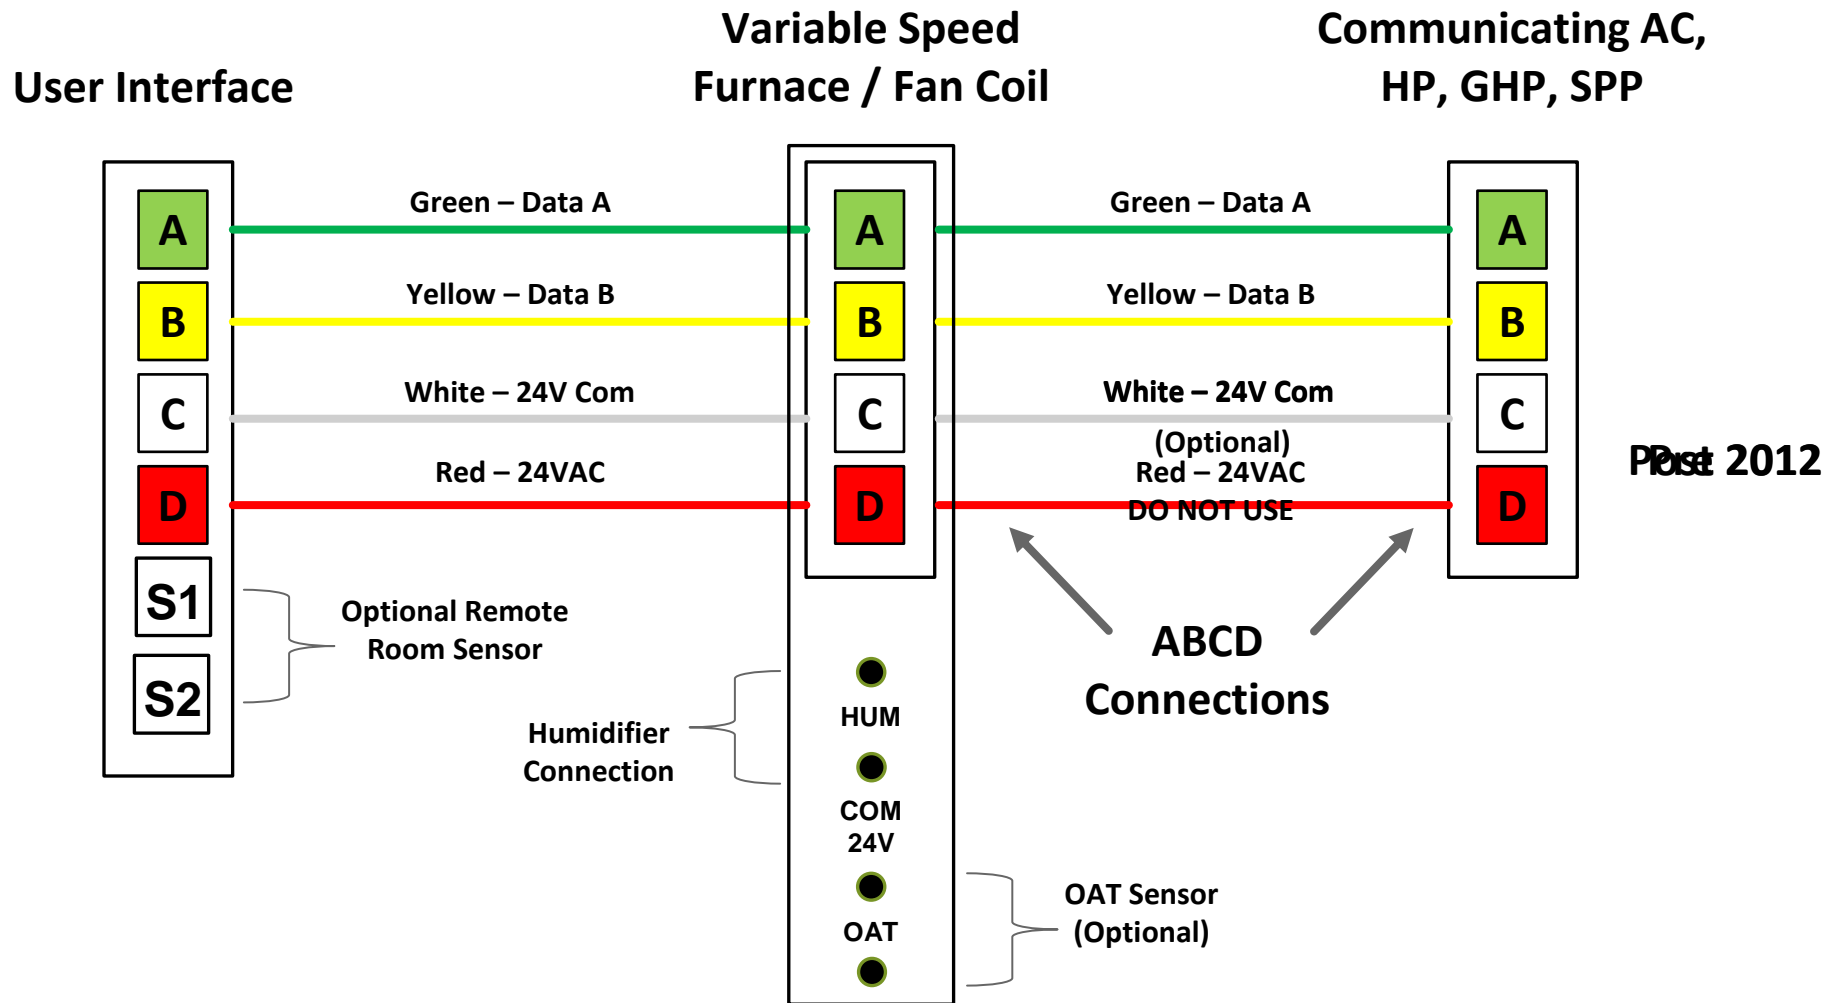 User Interface
Variable Speed
Furnace / Fan Coil
Communicating AC,
HP, GHP, SPP
A
B
C
D
S1
S2
Green – Data A
Yellow – Data B
White – 24V Com
Red – 24VAC
Optional Remote
Room Sensor
A
B
C
D
Humidifier
Connection
HUM
COM
24V
OAT
Green – Data A
Yellow – Data B
White – 24V Com
(Optional)
Red – 24VAC
DO NOT USE
ABCD
Connections
OAT Sensor
(Optional)
A
B
C
D
2012